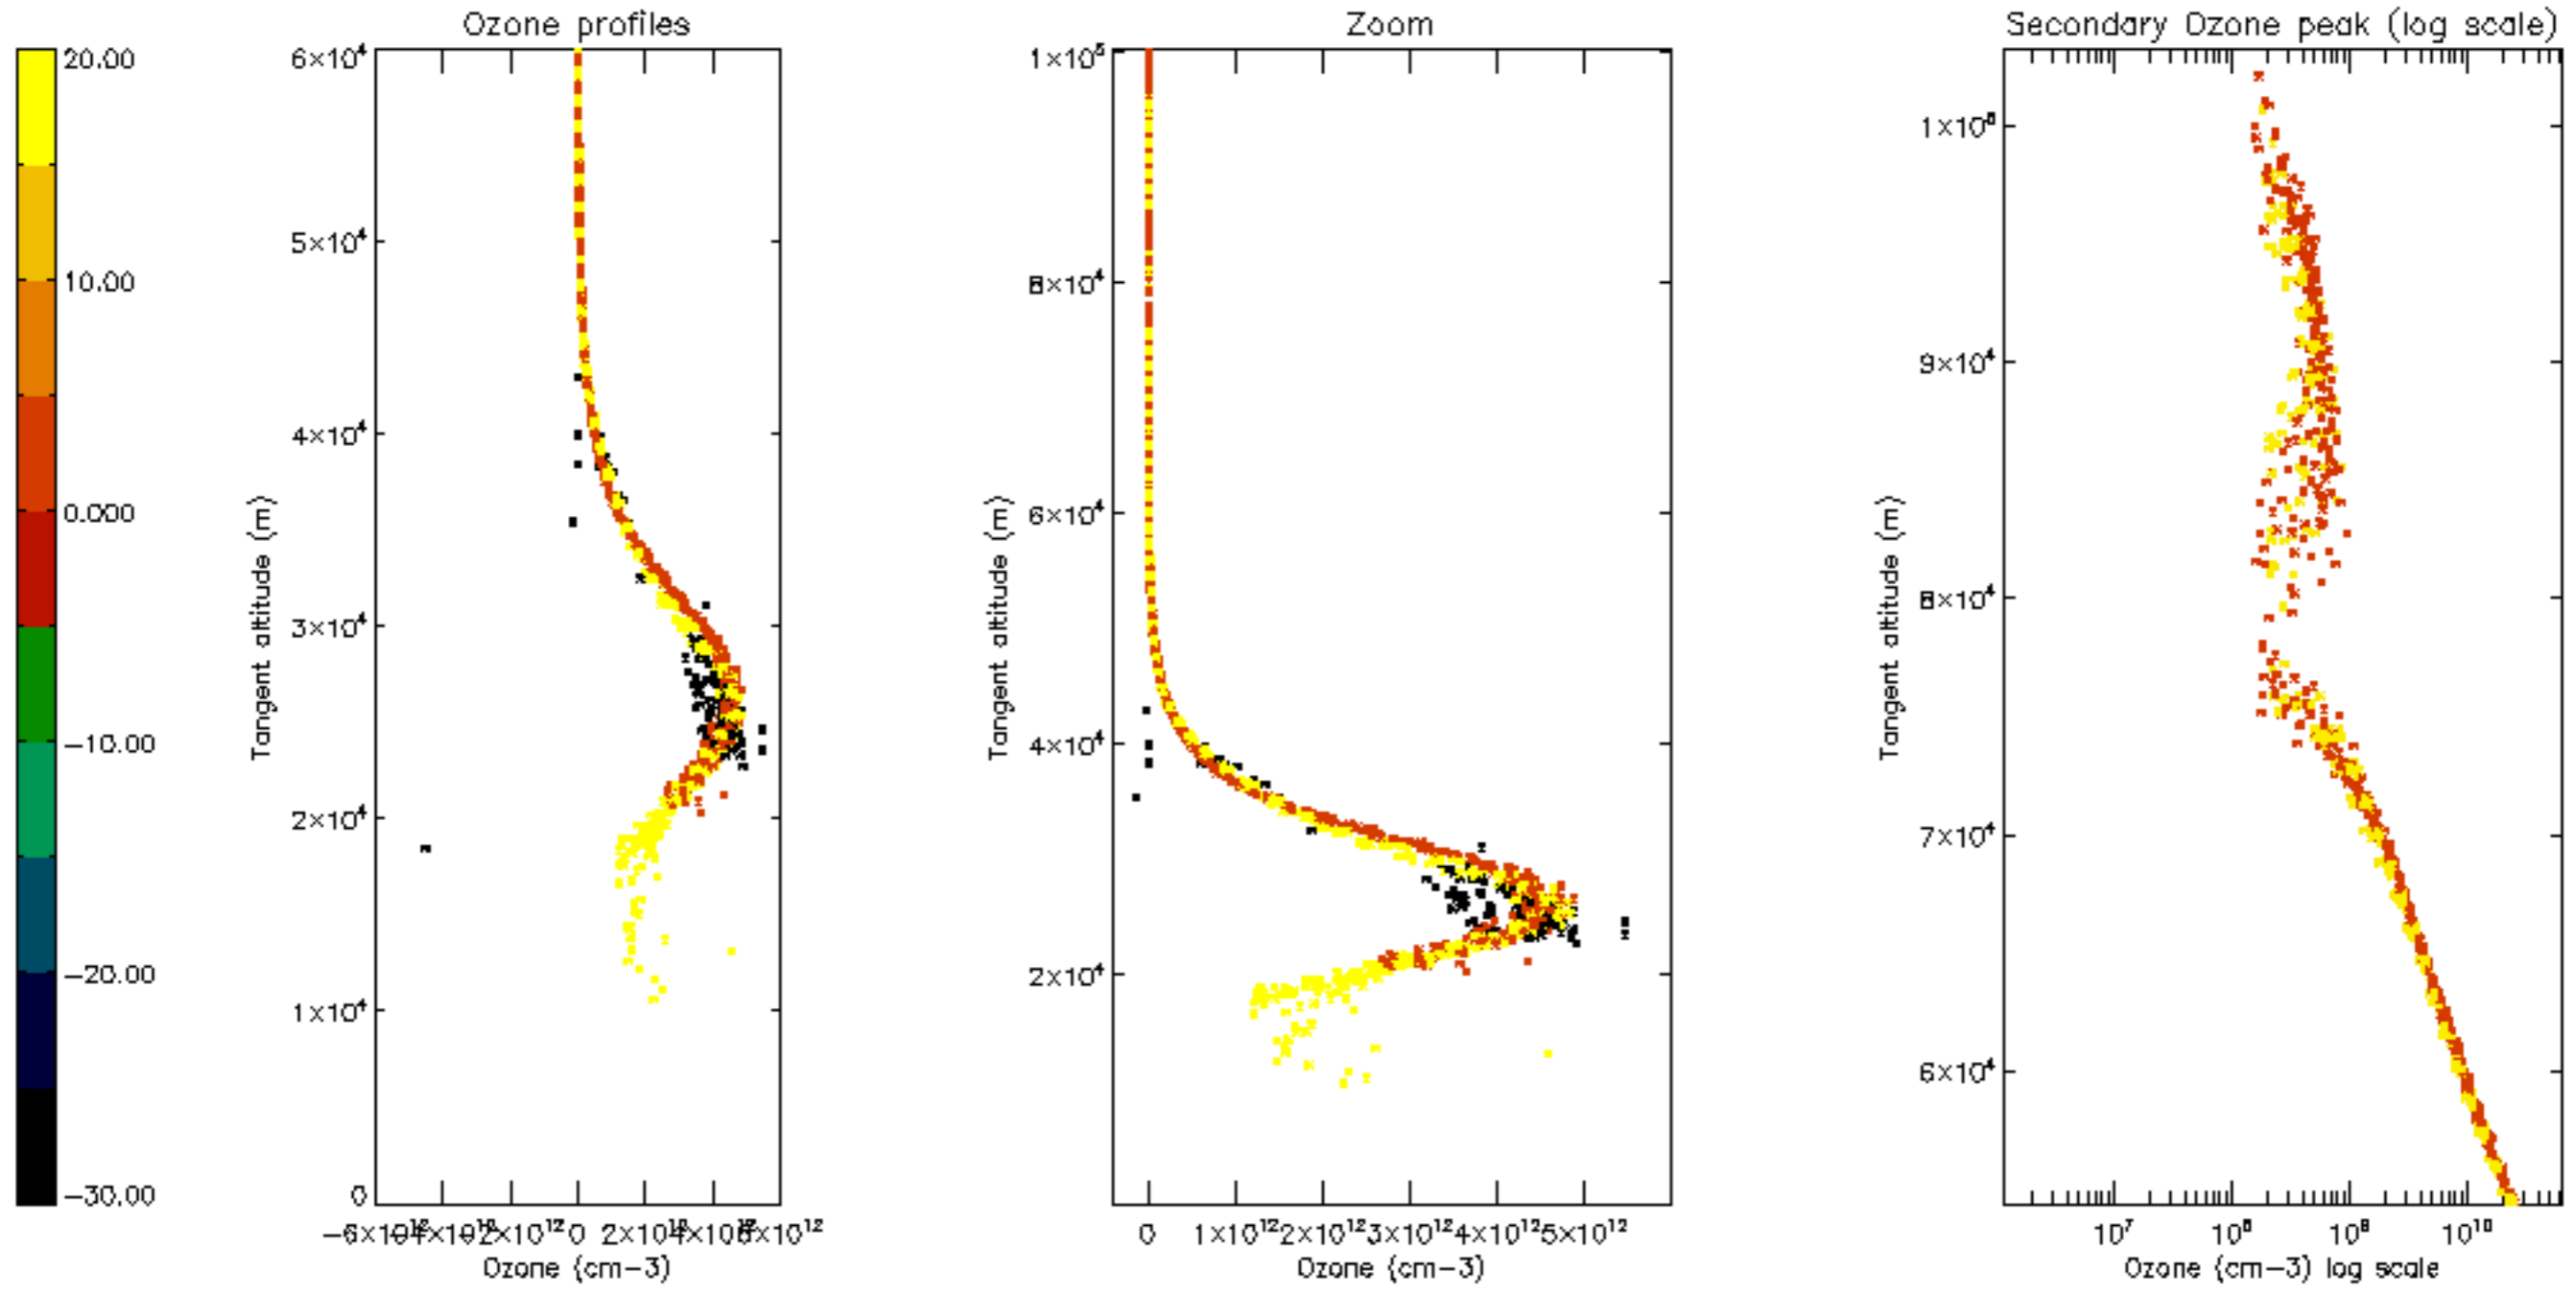 Ozone profiles
Zoom
Secondary Ozone peak (log scale)
20.00
10.00
0.000
−10.00
−20.00
−30.00
6×10⁴
5×10⁴
4×10⁴
3×10⁴
2×10⁴
1×10⁴
0
Tangent altitude (m)
0
Ozone (cm−3)
1×10⁵
8×10⁴
6×10⁴
4×10⁴
2×10⁴
Tangent altitude (m)
0 1×10¹² 2×10¹² 3×10¹² 4×10¹² 5×10¹²
Ozone (cm−3)
1×10⁵
9×10⁴
8×10⁴
7×10⁴
6×10⁴
Tangent altitude (m)
10⁷ 10⁸ 10⁹ 10¹⁰
Ozone (cm−3) log scale